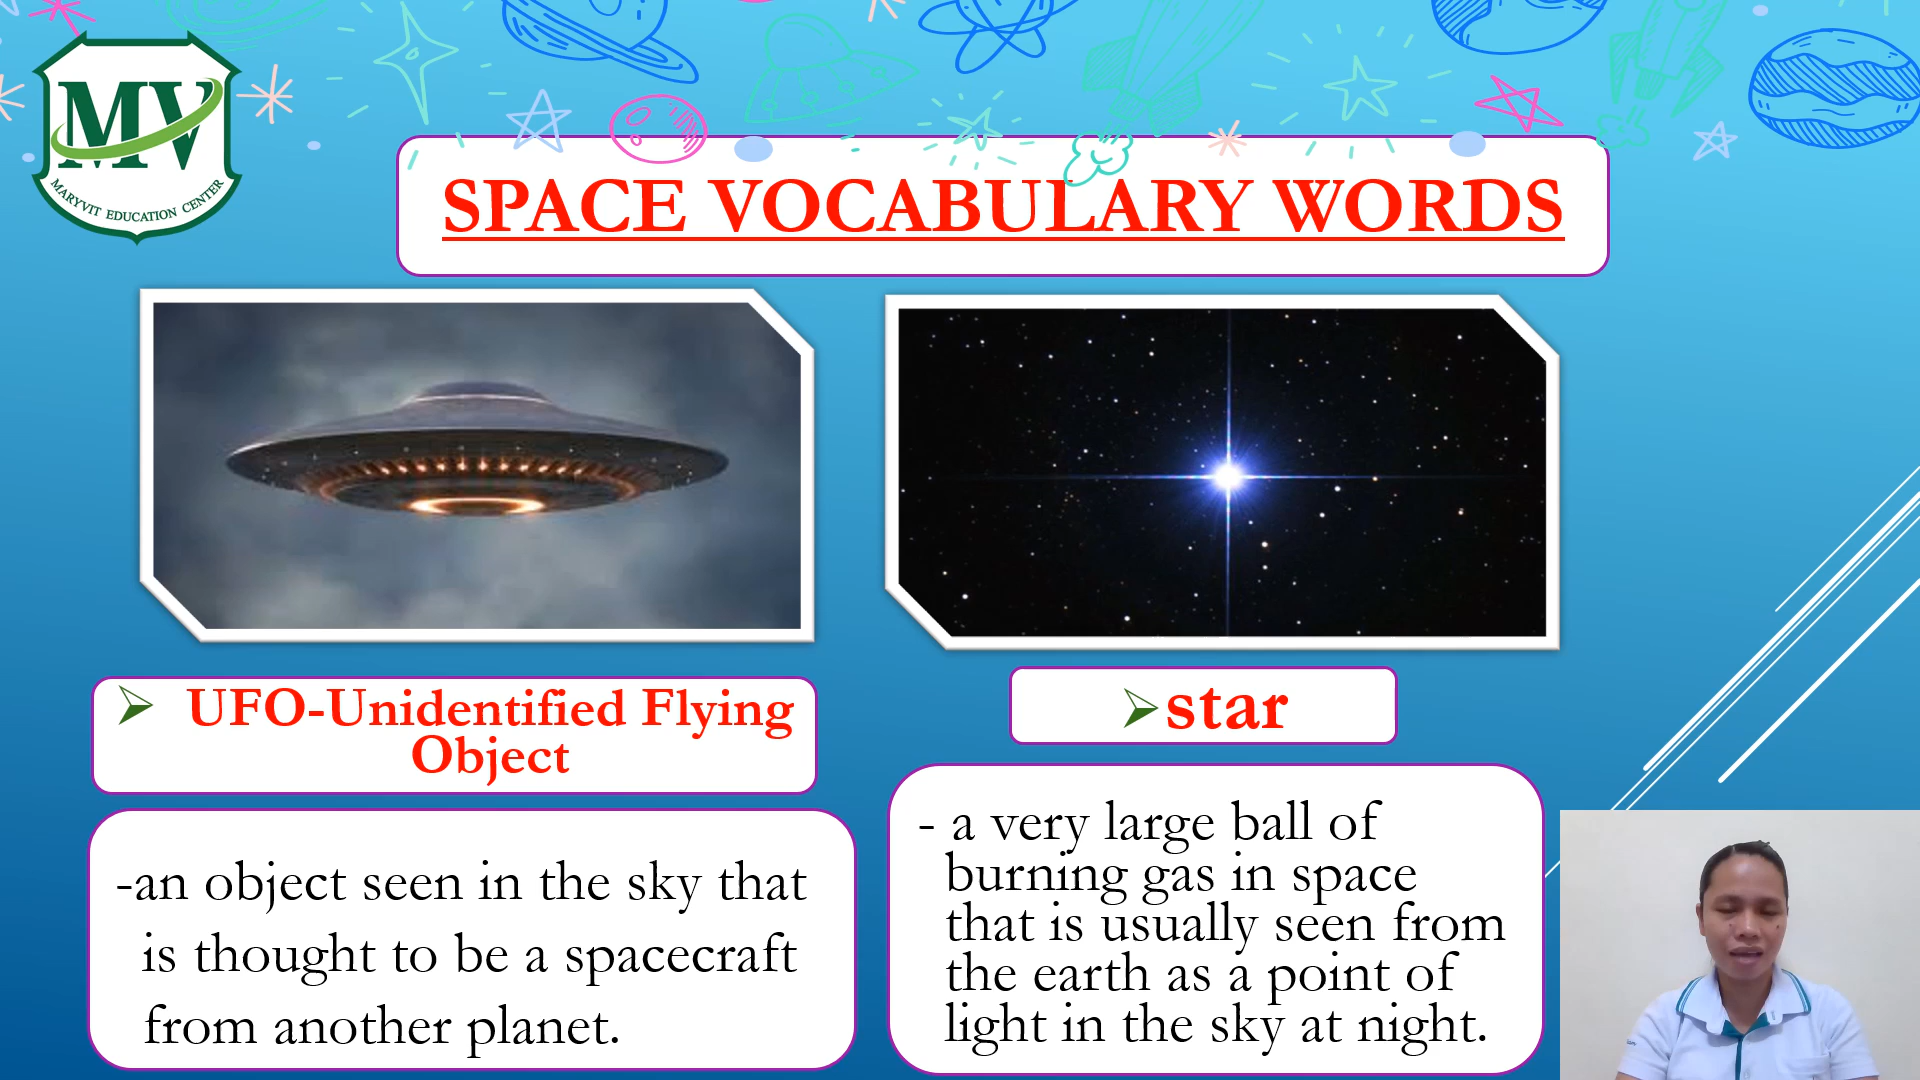 MV
MARYVIT EDUCATION CENTER
SPACE VOCABULARY WORDS
UFO-Unidentified Flying
Object
-an object seen in the sky that
is thought to be a spacecraft
from another planet.
star
- a very large ball of
burning gas in space
that is usually seen from
the earth as a point of
light in the sky at night.